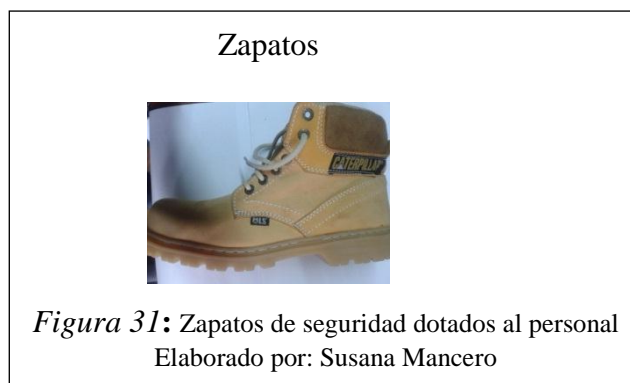 Zapatos
CATERPILLAR
Figura 31: Zapatos de seguridad dotados al personal
Elaborado por: Susana Mancero